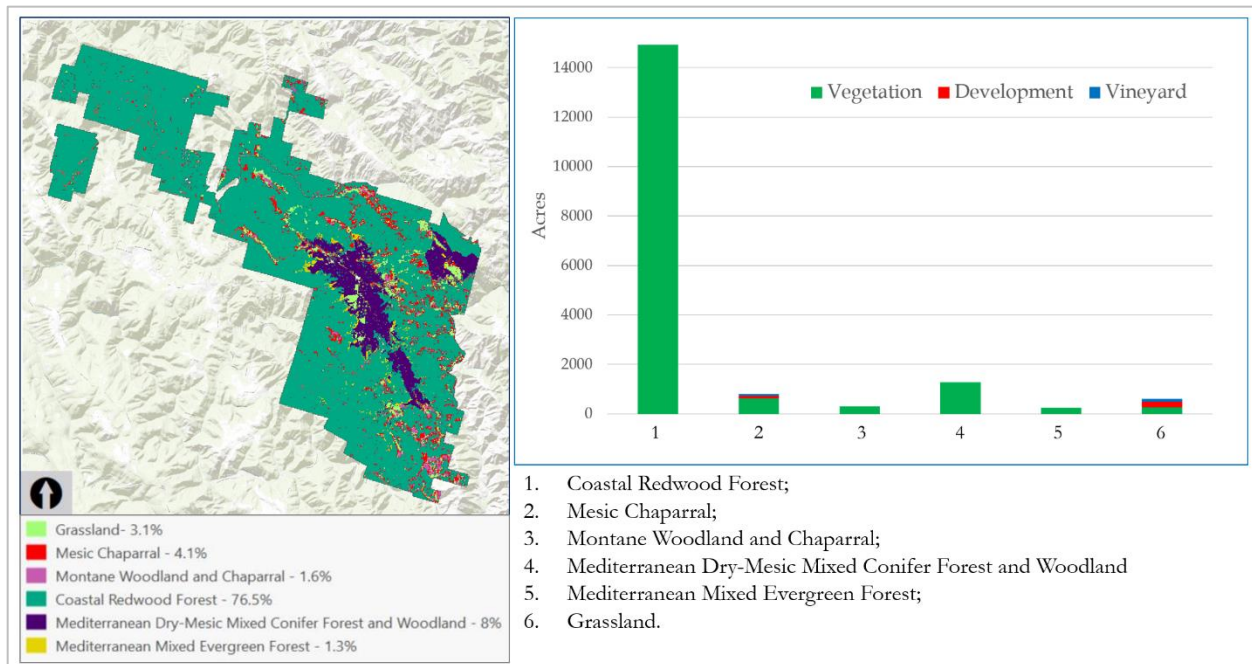 Grassland- 3.1%
Mesic Chaparral - 4.1%
Montane Woodland and Chaparral - 1.6%
Coastal Redwood Forest - 76.5%
Mediterranean Dry-Mesic Mixed Conifer Forest and Woodland - 8%
Mediterranean Mixed Evergreen Forest - 1.3%
Vegetation Development Vineyard
Acres
14000
12000
10000
8000
6000
4000
2000
0
1 2 3 4 5 6
1. Coastal Redwood Forest;
2. Mesic Chaparral;
3. Montane Woodland and Chaparral;
4. Mediterranean Dry-Mesic Mixed Conifer Forest and Woodland
5. Mediterranean Mixed Evergreen Forest;
6. Grassland.